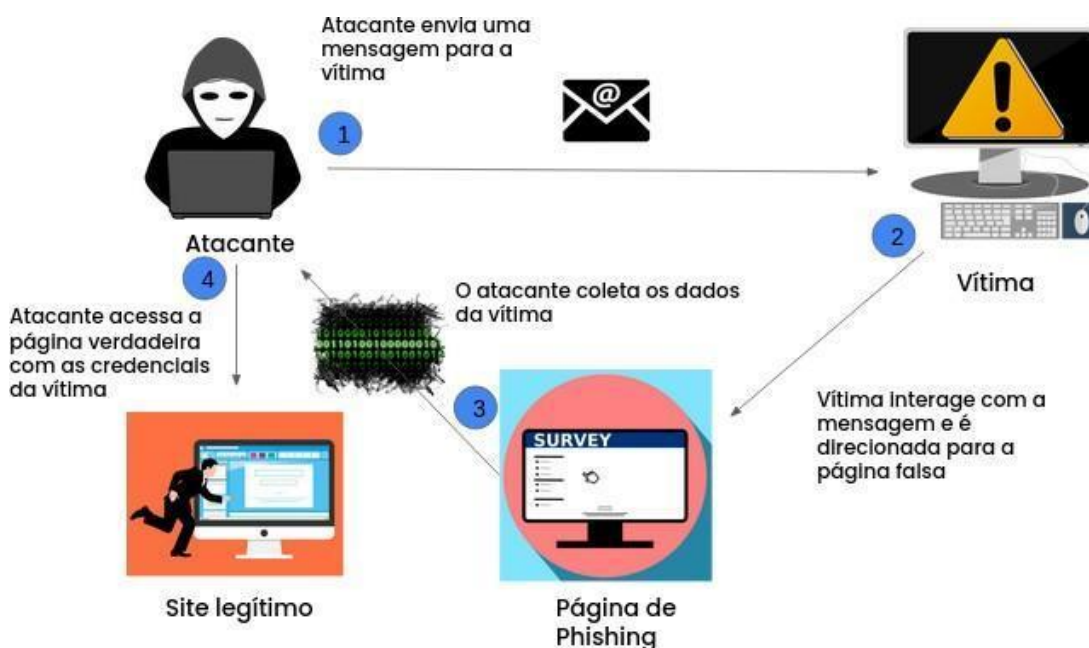 Atacante envia uma
mensagem para a
vítima
@
1
2
Atacante
Vítima
4
O atacante coleta os dados
da vítima
Atacante acessa a
página verdadeira
com as credenciais
da vítima
3
SURVEY
Vítima interage com a
mensagem e é
direcionada para a
página falsa
Site legítimo
Página de
Phishing